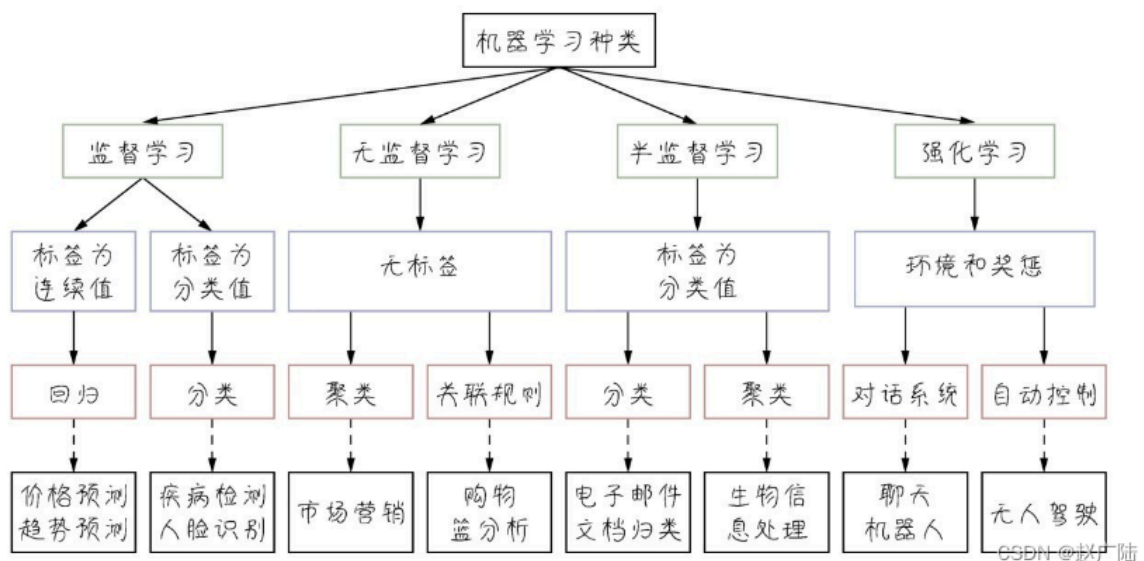 机器学习种类
监督学习
无监督学习
半监督学习
强化学习
标签为
连续值
标签为
分类值
无标签
标签为
分类值
环境和奖惩
回归
分类
聚类
关联规则
分类
聚类
对话系统
自动控制
价格预测
趋势预测
疾病检测
人脸识别
市场营销
购物
篮分析
电子邮件
文档归类
生物信
息处理
聊天
机器人
无人驾驶
CSDN @赵广陆